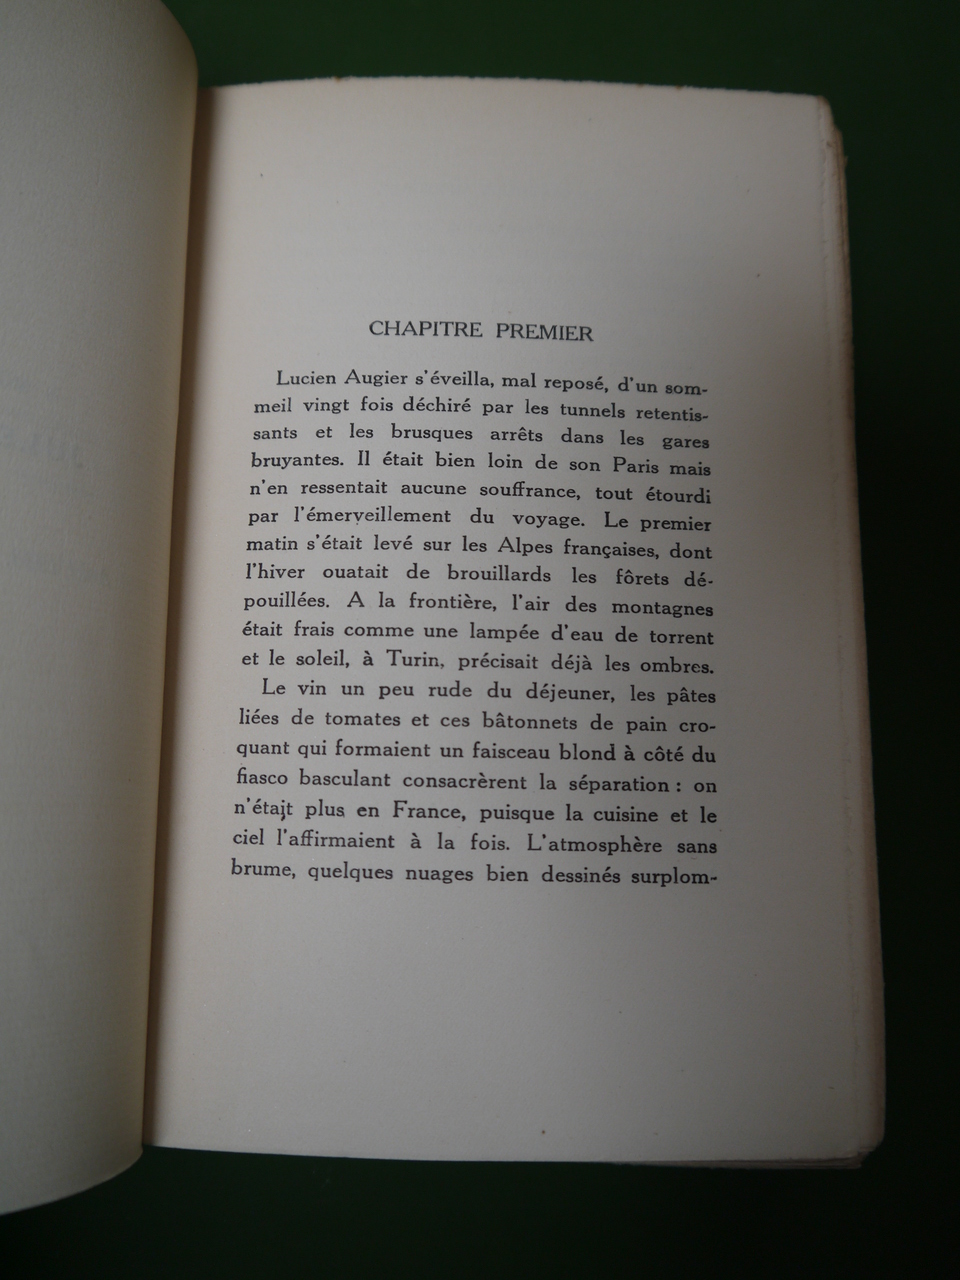 CHAPITRE PREMIER
Lucien Augier s'éveilla, mal reposé, d'un som-
meil vingt fois déchiré par les tunnels retentis-
sants et les brusques arrêts dans les gares
bruyantes. Il était bien loin de son Paris mais
n'en ressentait aucune souffrance, tout étourdi
par l'émerveillement du voyage. Le premier
matin s'était levé sur les Alpes françaises, dont
l'hiver ouatait de brouillards les fôrets dé-
pouillées. A la frontière, l'air des montagnes
était frais comme une lampée d'eau de torrent
et le soleil, à Turin, précisait déjà les ombres.
Le vin un peu rude du déjeuner, les pâtes
liées de tomates et ces bâtonnets de pain cro-
quant qui formaient un faisceau blond à côté du
fiasco basculant consacrèrent la séparation : on
n'était plus en France, puisque la cuisine et le
ciel l'affirmaient à la fois. L'atmosphère sans
brume, quelques nuages bien dessinés surplom-